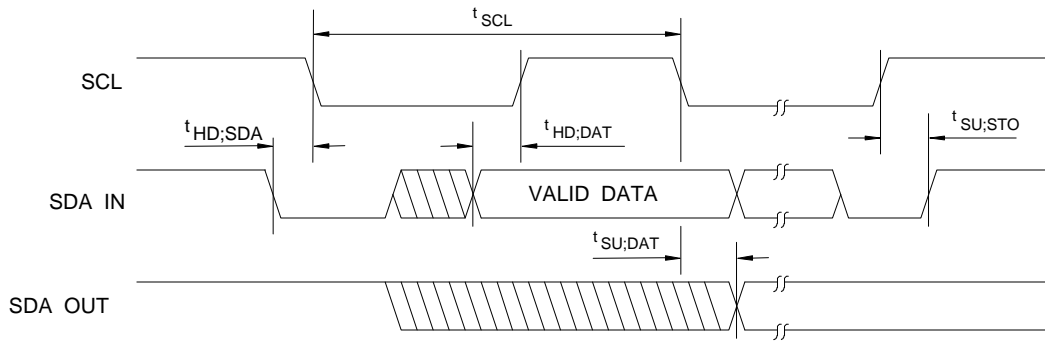 t SCL
SCL
t HD;SDA
t HD;DAT
t SU;STO
SDA IN
VALID DATA
t SU;DAT
SDA OUT